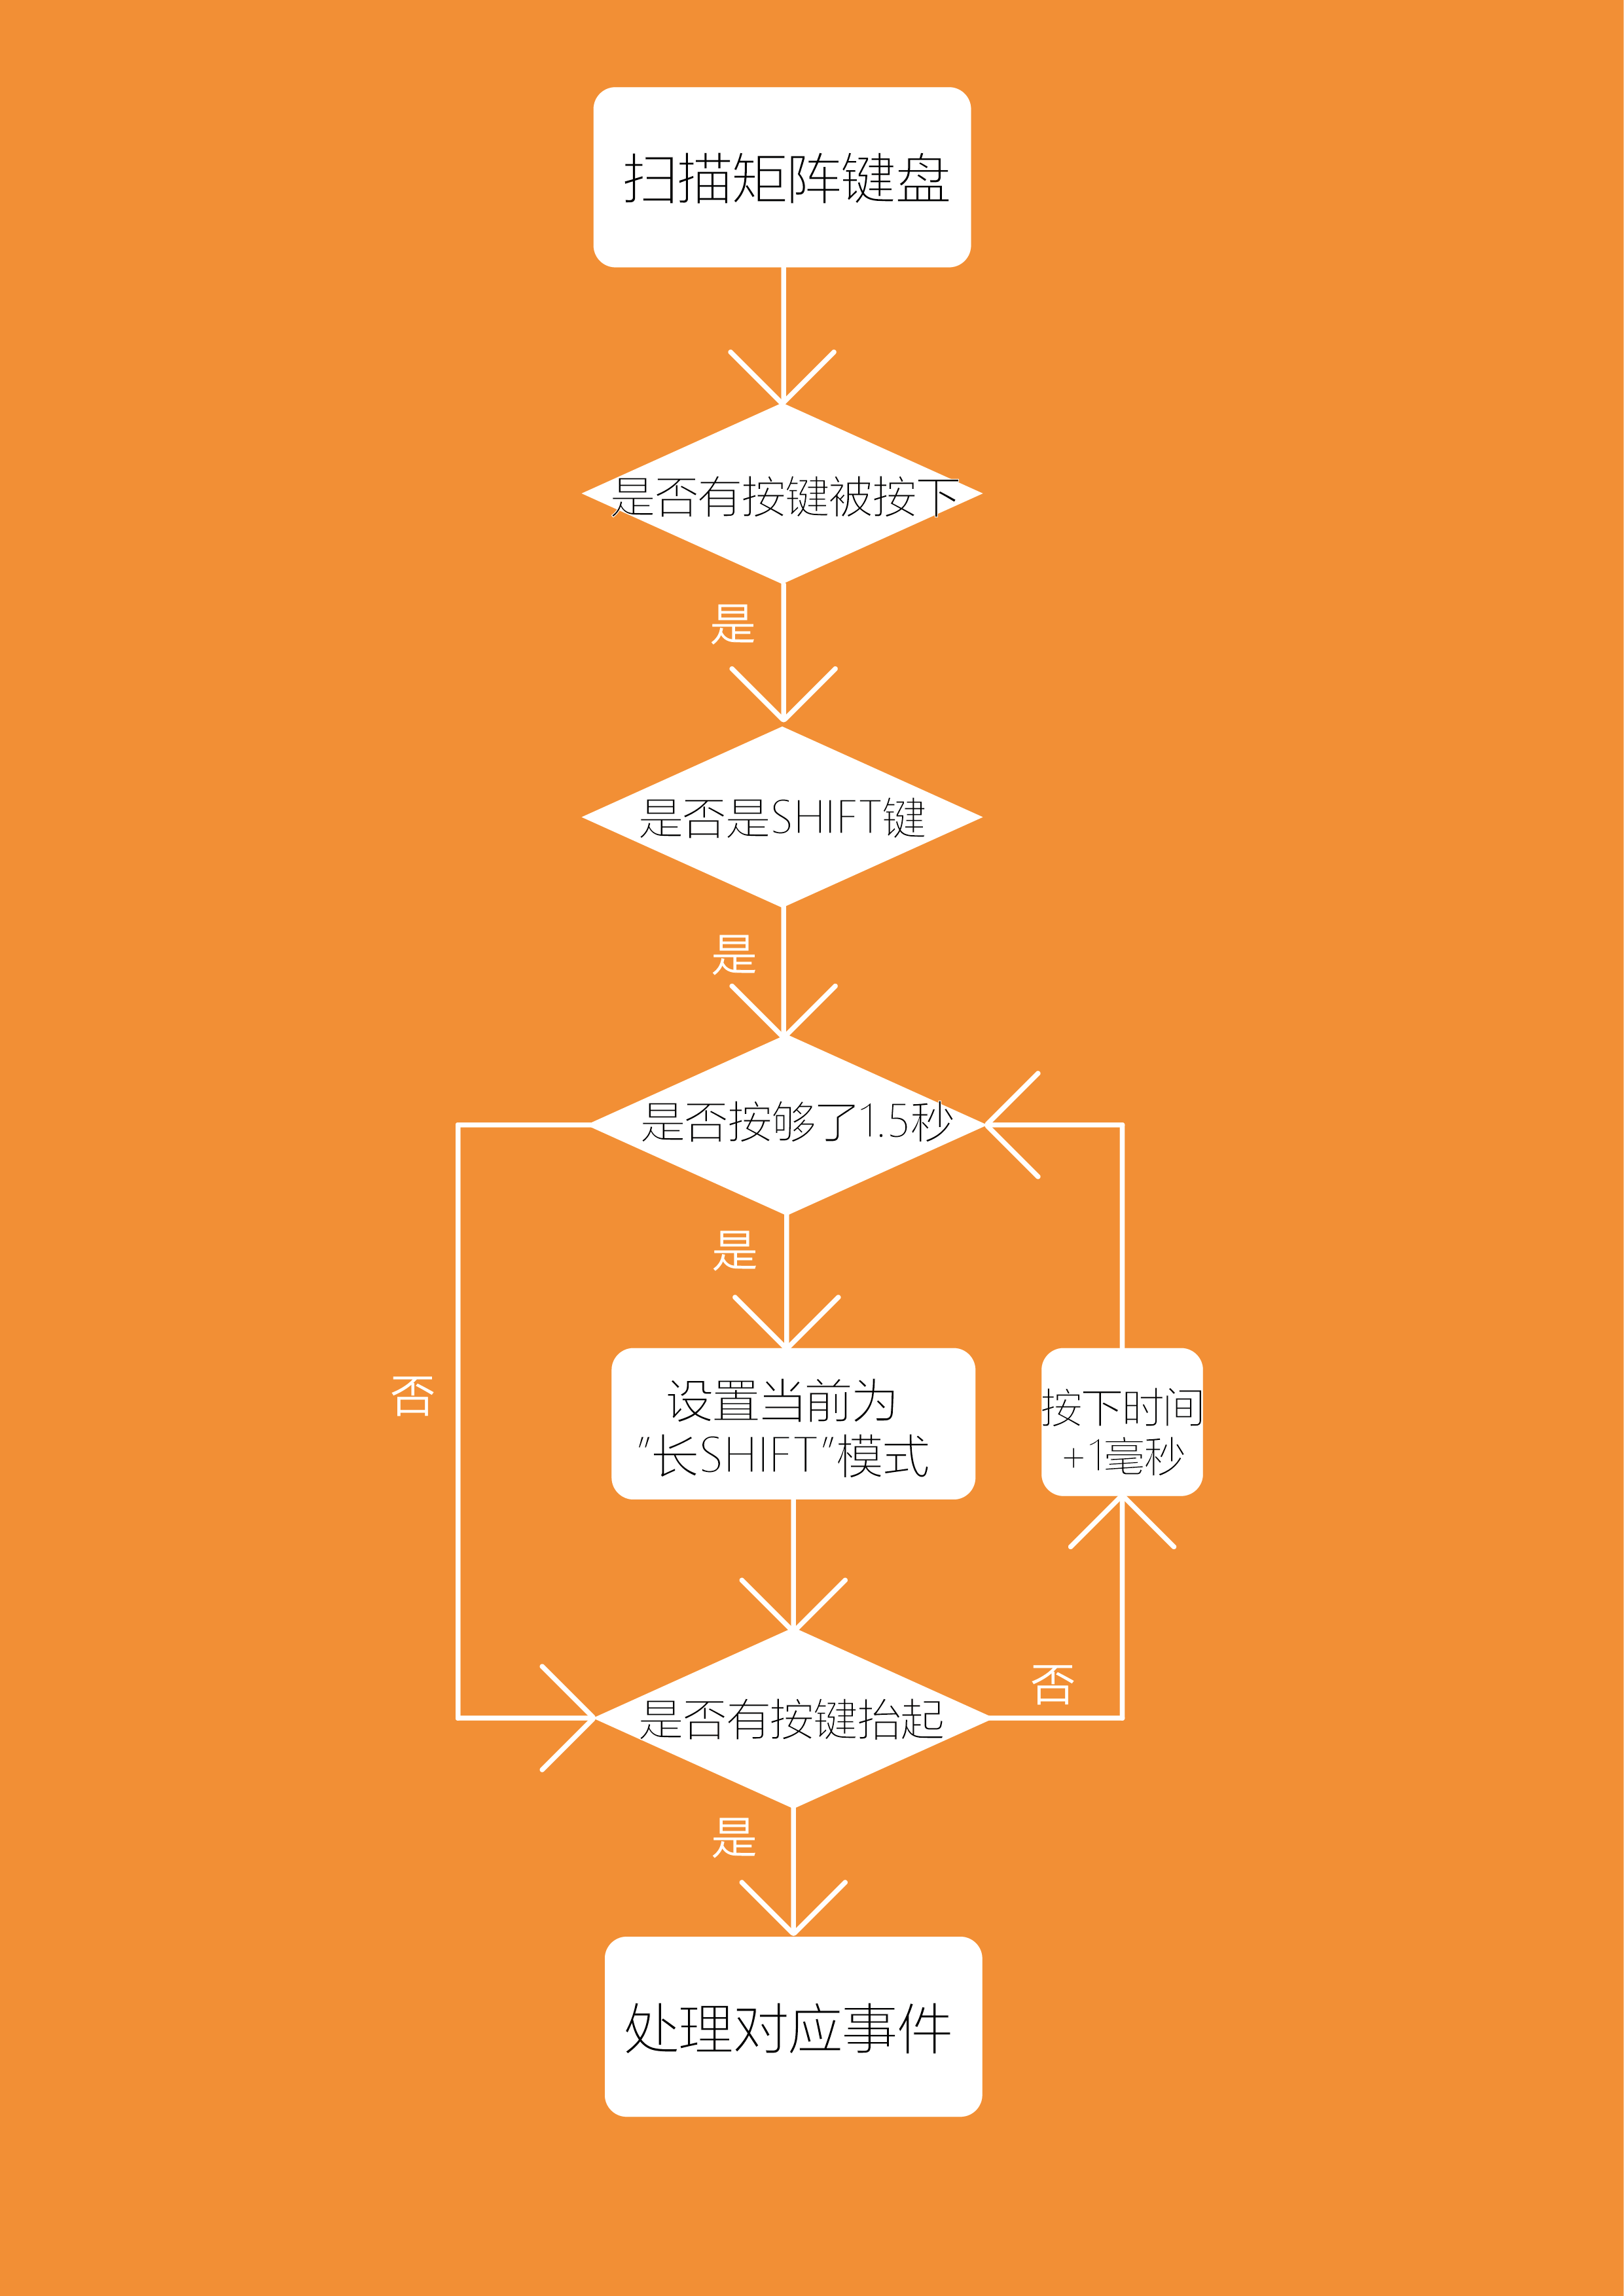 扫描矩阵键盘
是否有按键被按下
是
是否是SHIFT键
是
是否按够了1.5秒
是
否
设置当前为
“长SHIFT”模式
按下时间
+1毫秒
否
是否有按键抬起
是
处理对应事件